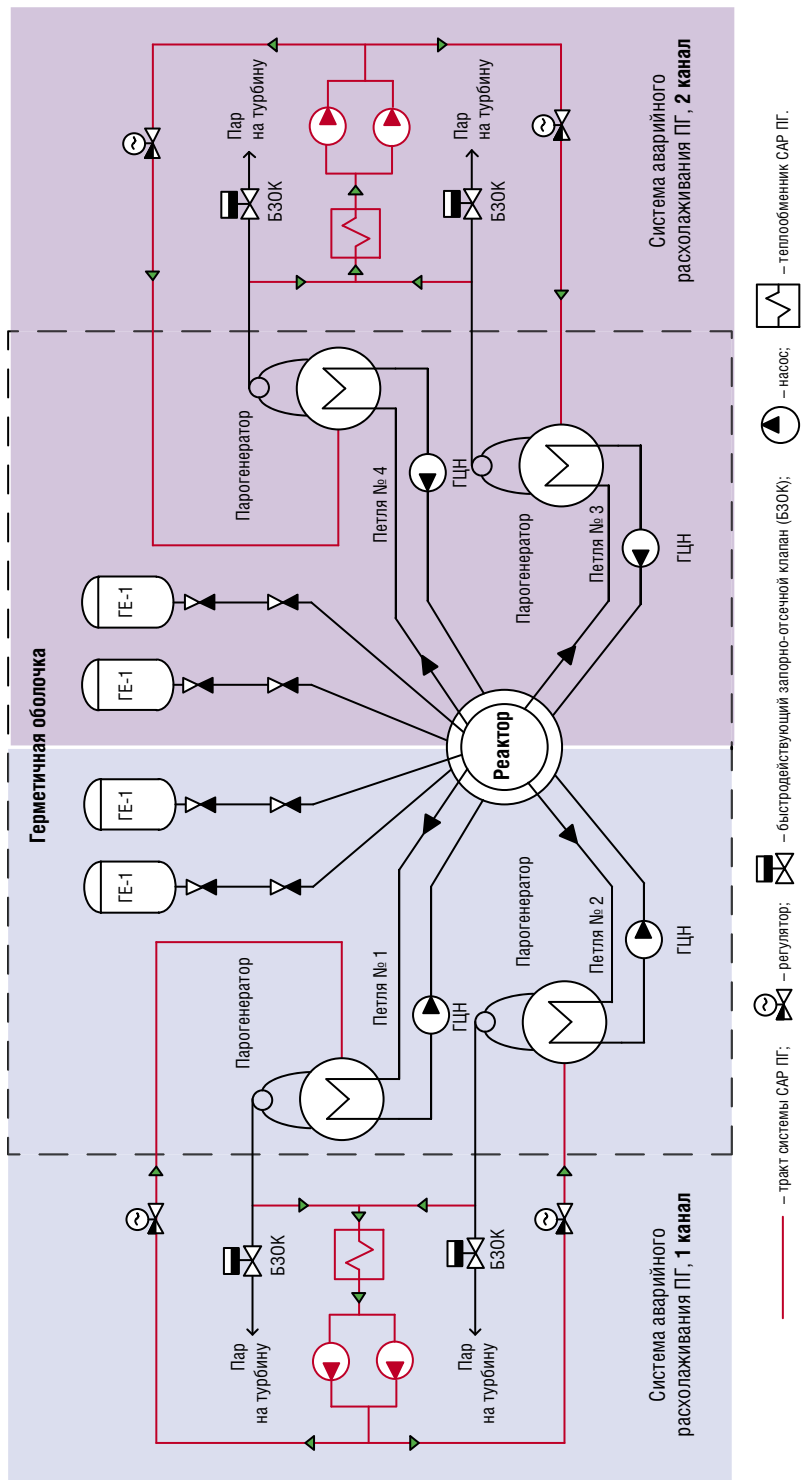 Герметичная оболочка
ГЕ-1
ГЕ-1
ГЕ-1
ГЕ-1
Реактор
Парогенератор
Петля № 1
ГЦН
Парогенератор
Петля № 2
ГЦН
Парогенератор
Петля № 4
ГЦН
Парогенератор
Петля № 3
ГЦН
БЗОК
Пар
на турбину
БЗОК
Пар
на турбину
Система аварийного
расхолаживания ПГ, 1 канал
БЗОК
Пар
на турбину
БЗОК
Пар
на турбину
Система аварийного
расхолаживания ПГ, 2 канал
– тракт системы САР ПГ;
– регулятор;
– быстродействующий запорно-отсечной клапан (БЗОК);
– насос;
– теплообменник САР ПГ.